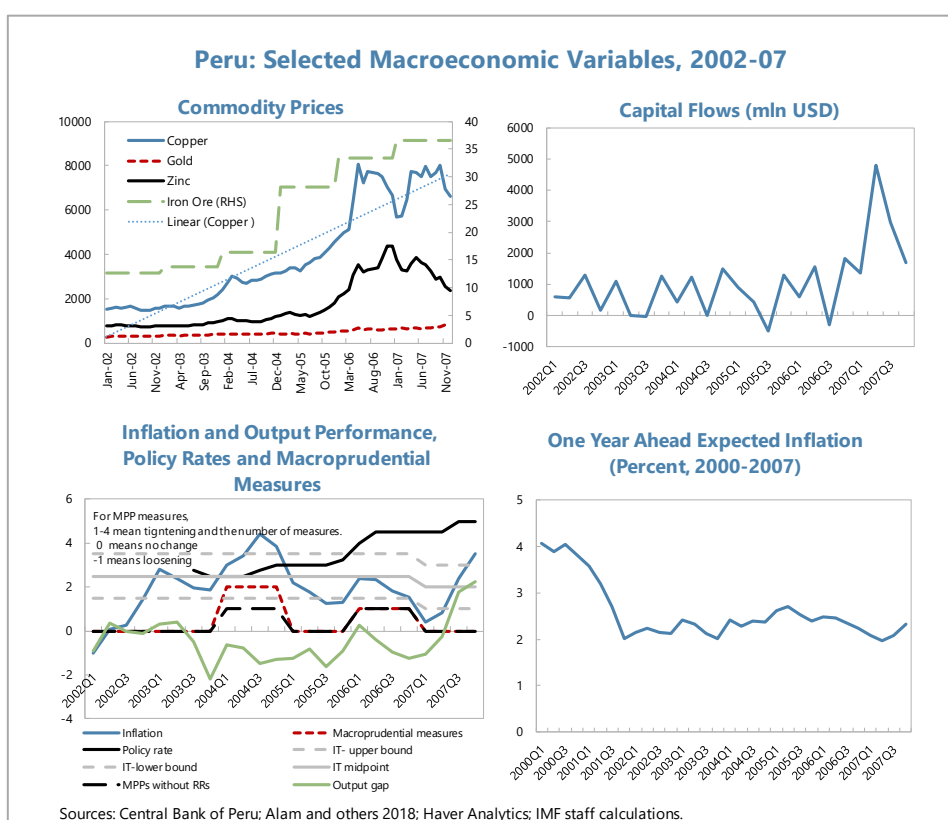 Peru: Selected Macroeconomic Variables, 2002-07
Commodity Prices
10000
8000
6000
4000
2000
0
40
35
30
25
20
15
10
5
0
Copper
Gold
Zinc
Iron Ore (RHS)
Linear (Copper )
Jan-02
Jun-02
Nov-02
Apr-03
Sep-03
Feb-04
Jul-04
Dec-04
May-05
Oct-05
Mar-06
Aug-06
Jan-07
Jun-07
Nov-07
Capital Flows (mln USD)
6000
5000
4000
3000
2000
1000
0
-1000
2002Q1
2002Q3
2003Q1
2003Q3
2004Q1
2004Q3
2005Q1
2005Q3
2006Q1
2006Q3
2007Q1
2007Q3
Inflation and Output Performance,
Policy Rates and Macroprudential
Measures
6
4
2
0
-2
-4
For MPP measures,
1-4 mean tigntening and the number of measures.
0 means no change
-1 means loosening
2002Q1
2002Q3
2003Q1
2003Q3
2004Q1
2004Q3
2005Q1
2005Q3
2006Q1
2006Q3
2007Q1
2007Q3
Inflation
Macroprudential measures
Policy rate
IT- upper bound
IT-lower bound
IT midpoint
MPPs without RRs
Output gap
One Year Ahead Expected Inflation
(Percent, 2000-2007)
5
4
3
2
1
0
2000Q1
2000Q3
2001Q1
2001Q3
2002Q1
2002Q3
2003Q1
2003Q3
2004Q1
2004Q3
2005Q1
2005Q3
2006Q1
2006Q3
2007Q1
2007Q3
Sources: Central Bank of Peru; Alam and others 2018; Haver Analytics; IMF staff calculations.